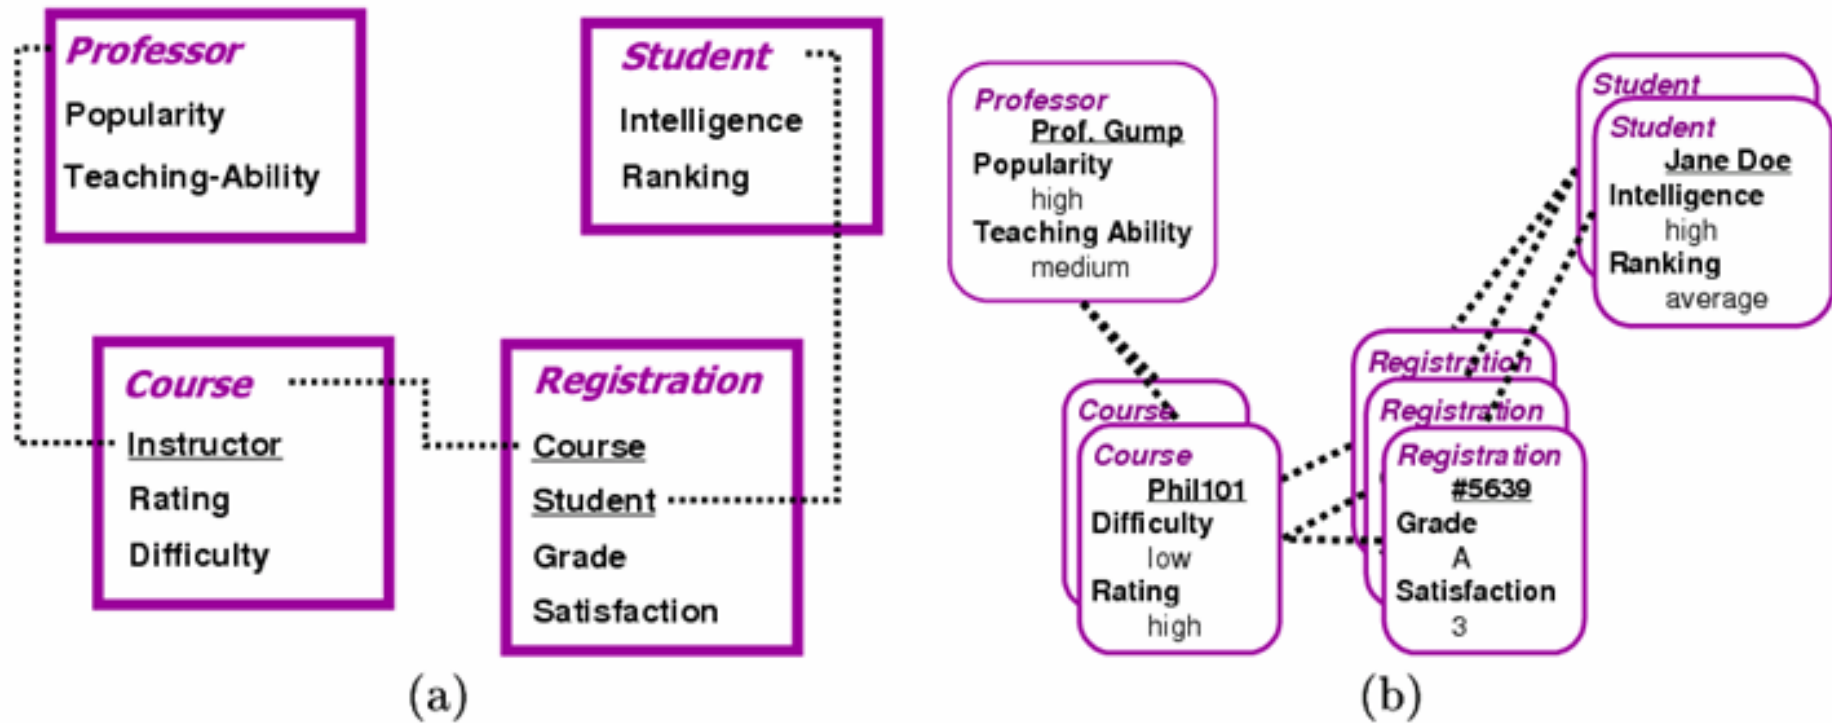 Professor
Popularity
Teaching-Ability
Student
Intelligence
Ranking
Course
Instructor
Rating
Difficulty
Registration
Course
Student
Grade
Satisfaction
(a)
Professor
Prof. Gump
Popularity
high
Teaching Ability
medium
Student
Student
Jane Doe
Intelligence
high
Ranking
average
Course
Course
Phil101
Difficulty
low
Rating
high
Registration
Registration
Registration
#5639
Grade
A
Satisfaction
3
(b)